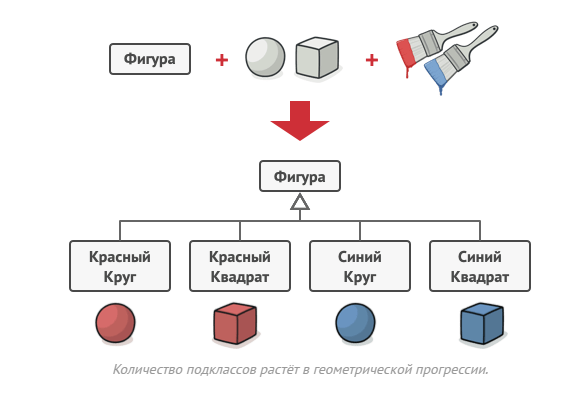 Фигура
Фигура
Красный
Круг
Красный
Квадрат
Синий
Круг
Синий
Квадрат
Количество подклассов растёт в геометрической прогрессии.